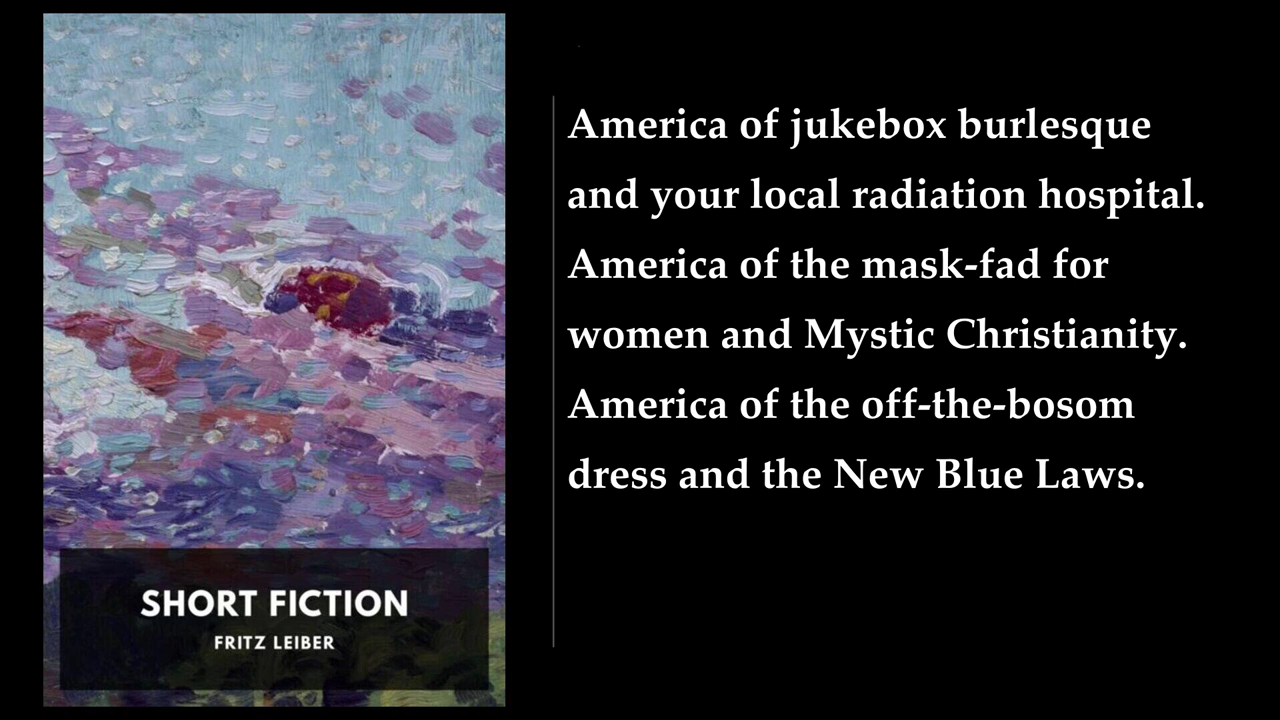 America of jukebox burlesque
and your local radiation hospital.
America of the mask-fad for
women and Mystic Christianity.
America of the off-the-bosom
dress and the New Blue Laws.
SHORT FICTION
FRITZ LEIBER